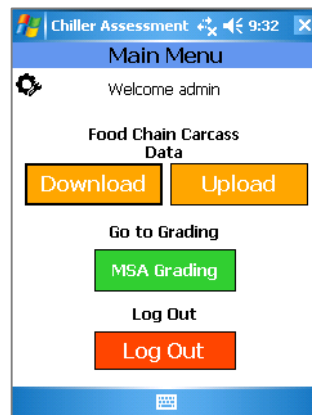 Chiller Assessment 9:32
Main Menu
Welcome admin
Food Chain Carcass
Data
Download Upload
Go to Grading
MSA Grading
Log Out
Log Out